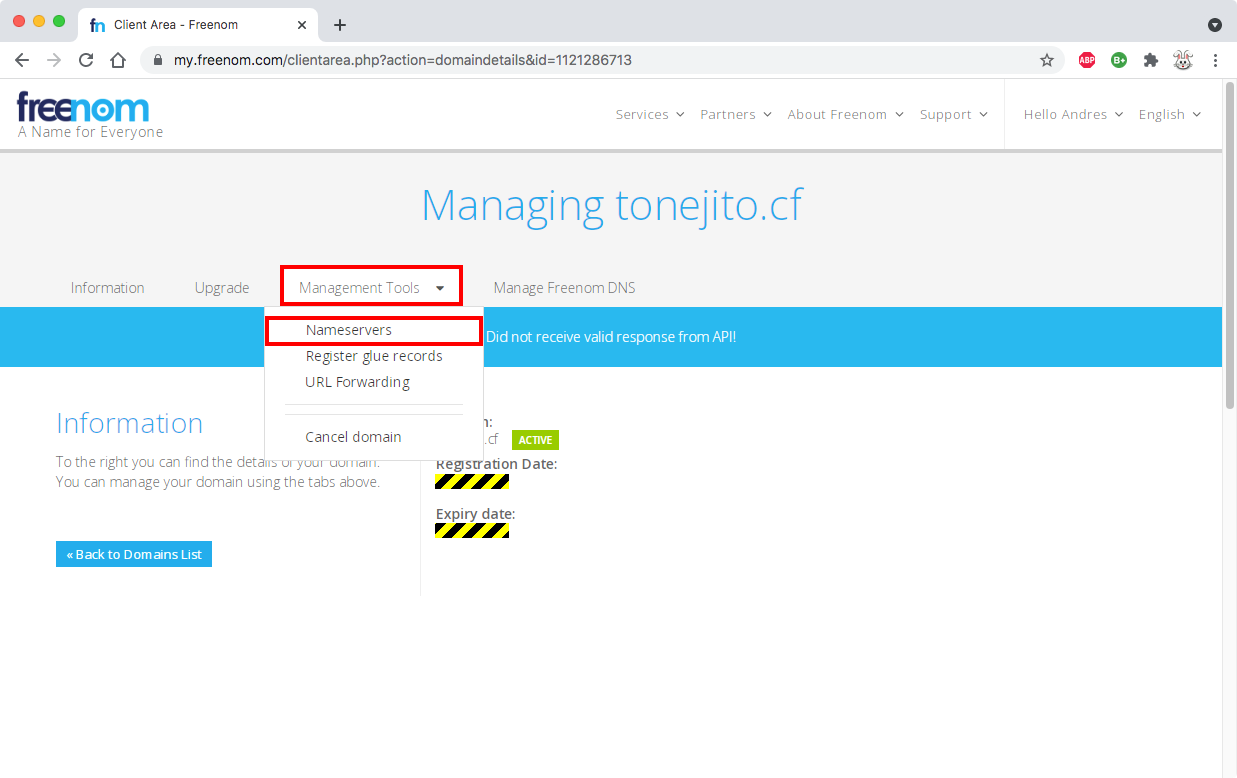 Client Area - Freenom
my.freenom.com/clientarea.php?action=domaindetails&id=1121286713
ABP
B+
freenom
A Name for Everyone
Services
Partners
About Freenom
Support
Hello Andres
English
Managing tonejito.cf
Information
Upgrade
Management Tools
Manage Freenom DNS
Nameservers
Register glue records
URL Forwarding
Cancel domain
Did not receive valid response from API!
Information
To the right you can find the details of your domain.
You can manage your domain using the tabs above.
« Back to Domains List
n:
.cf
ACTIVE
Registration Date:
Expiry date: